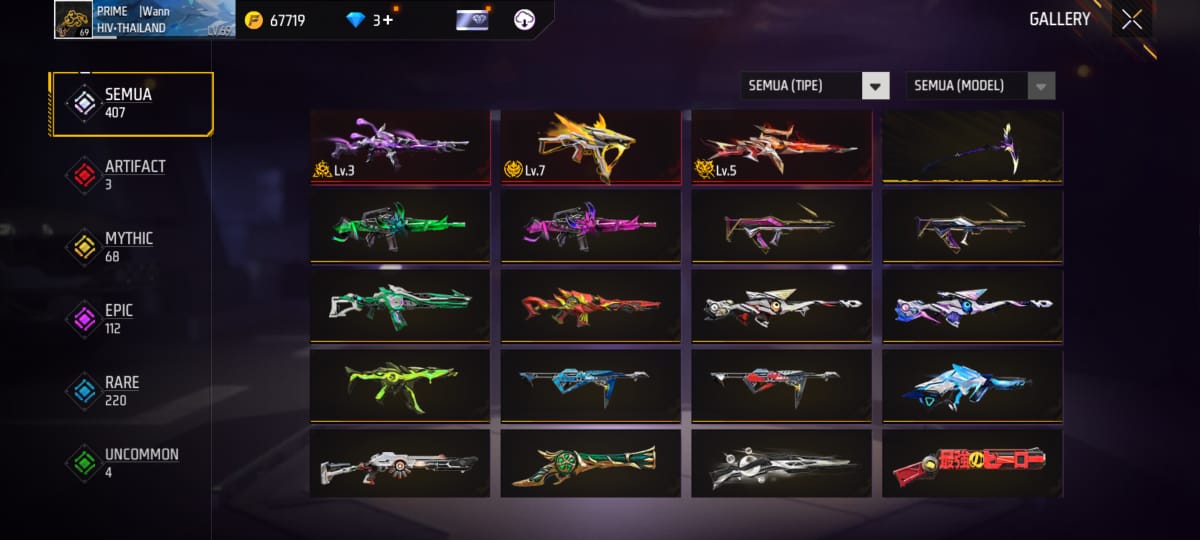 PRIME |Wann
HIV•THAILAND
69
LV.69
67719
3+
GALLERY
SEMUA
407
SEMUA (TIPE)
SEMUA (MODEL)
ARTIFACT
3
MYTHIC
68
EPIC
112
RARE
220
UNCOMMON
4
Lv.3
Lv.7
Lv.5
最強のヒーロー